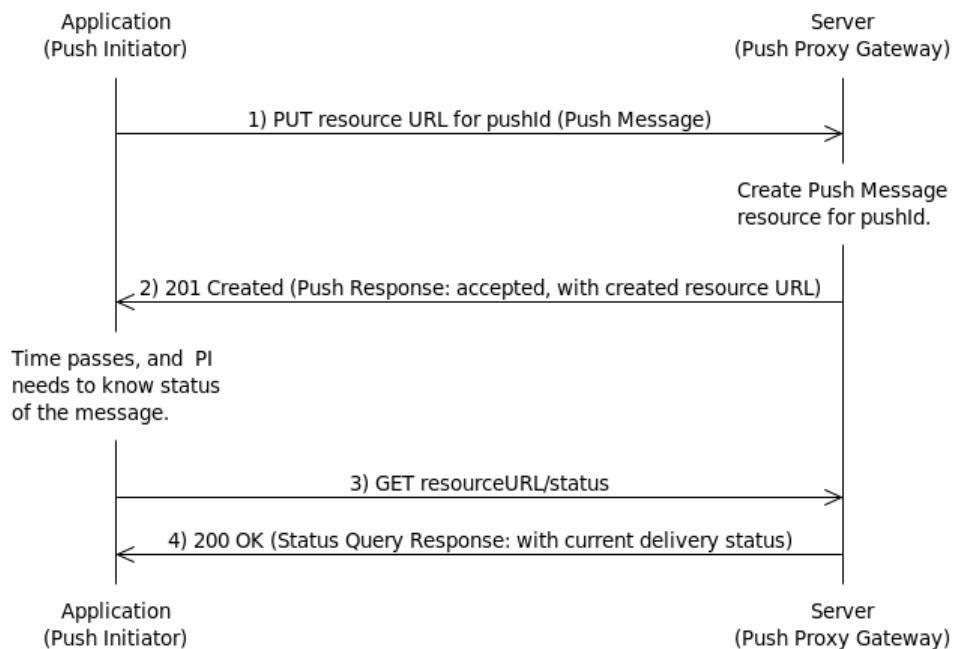 Application
(Push Initiator)
Server
(Push Proxy Gateway)
1) PUT resource URL for pushId (Push Message)
Create Push Message
resource for pushId.
2) 201 Created (Push Response: accepted, with created resource URL)
Time passes, and  PI
needs to know status
of the message.
3) GET resourceURL/status
4) 200 OK (Status Query Response: with current delivery status)
Application
(Push Initiator)
Server
(Push Proxy Gateway)